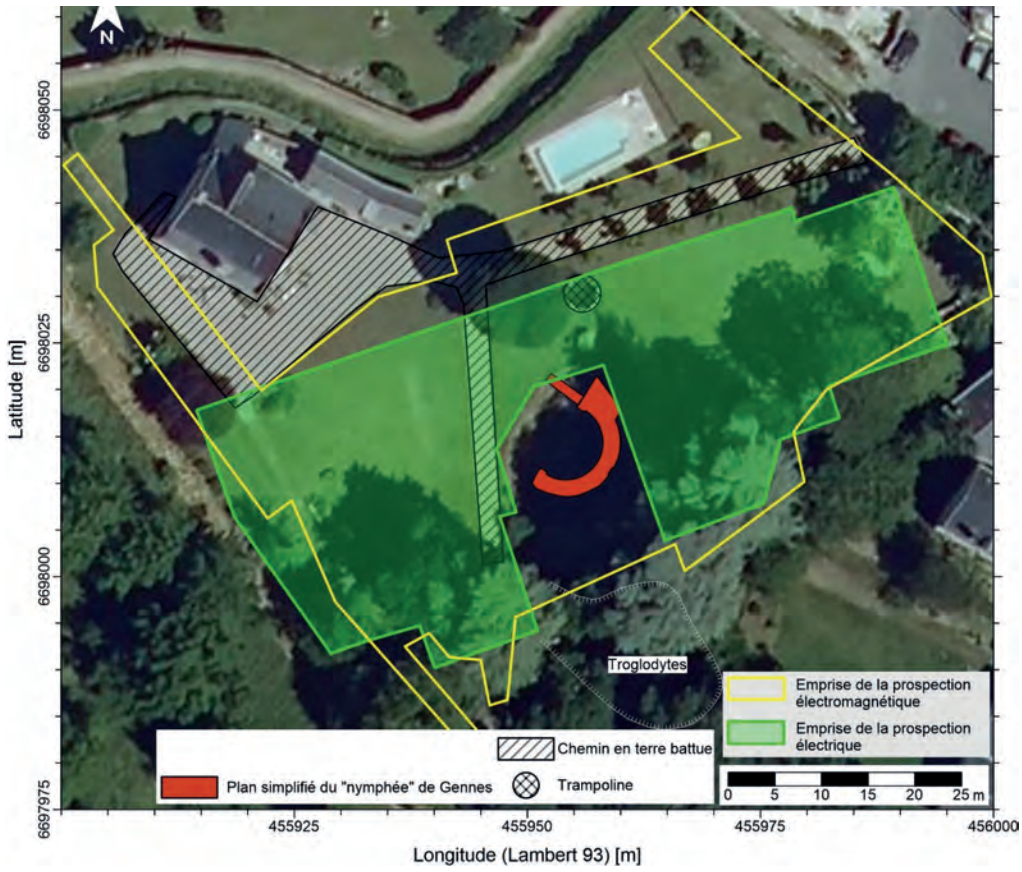 N
6698050
6698025
6698000
6697975
Latitude [m]
Troglodytes
Emprise de la prospection
électromagnétique
Emprise de la prospection
électrique
Chemin en terre battue
Plan simplifié du "nymphée" de Gennes
Trampoline
0 5 10 15 20 25 m
455925 455950 455975 456000
Longitude (Lambert 93) [m]